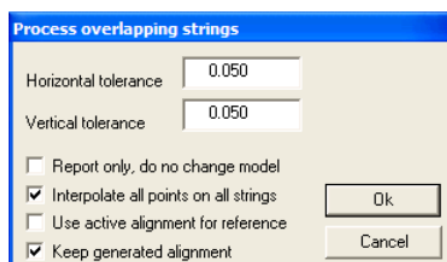 Process overlapping strings
Horizontal tolerance 0.050
Vertical tolerance 0.050
Report only, do no change model
Interpolate all points on all strings
Use active alignment for reference
Keep generated alignment
Ok
Cancel